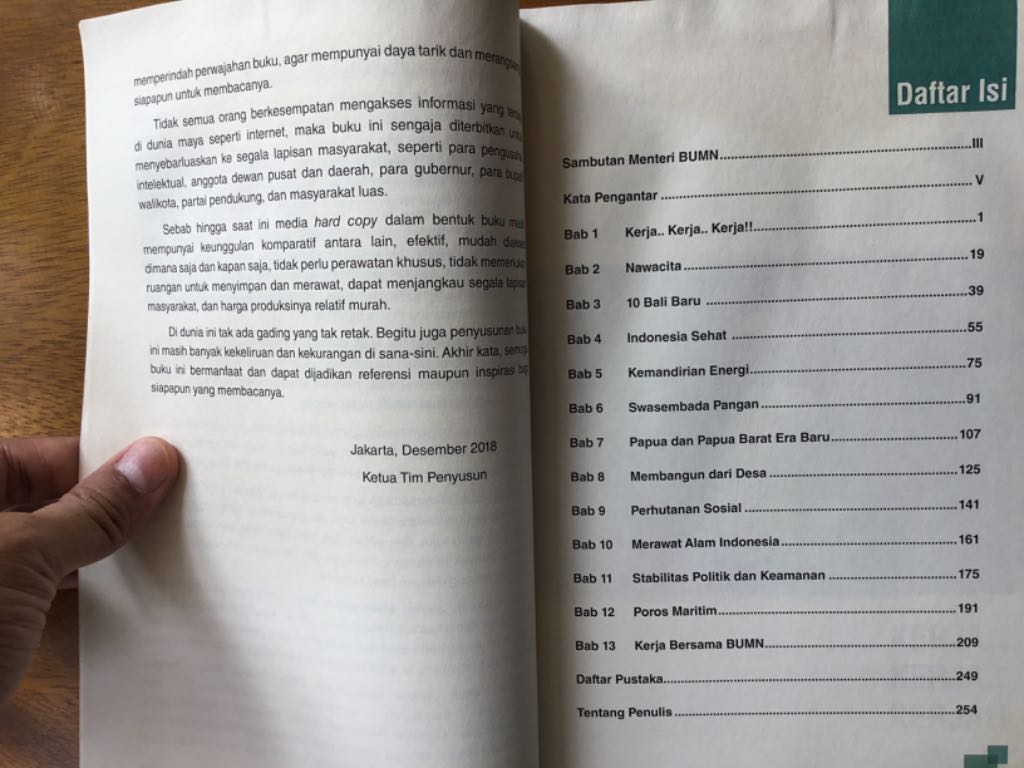 memperindah perwajahan buku, agar mempunyai daya tarik dan
siapapun untuk membacanya.
Tidak semua orang berkesempatan mengakses informasi yang
di dunia maya seperti internet, maka buku ini sengaja diterbitkan
menyebarluaskan ke segala lapisan masyarakat, seperti para
intelektual, anggota dewan pusat dan daerah, para gubernur, para
walikota, partai pendukung, dan masyarakat luas.
Sebab hingga saat ini media hard copy dalam bentuk buku
mempunyai keunggulan komparatif antara lain, efektif, mudah
dimana saja dan kapan saja, tidak perlu perawatan khusus, tidak
ruangan untuk menyimpan dan merawat, dapat menjangkau segala
masyarakat, dan harga produksinya relatif murah.
Di dunia ini tak ada gading yang tak retak. Begitu juga penyusunan
ini masih banyak kekeliruan dan kekurangan di sana-sini. Akhir kata,
buku ini bermanfaat dan dapat dijadikan referensi maupun inspirasi
siapapun yang membacanya.
Jakarta, Desember 2018
Ketua Tim Penyusun
Daftar Isi
Sambutan Menteri BUMN III
Kata Pengantar V
Bab 1 Kerja.. Kerja.. Kerja!! 1
Bab 2 Nawacita 19
Bab 3 10 Bali Baru 39
Bab 4 Indonesia Sehat 55
Bab 5 Kemandirian Energi 75
Bab 6 Swasembada Pangan 91
Bab 7 Papua dan Papua Barat Era Baru 107
Bab 8 Membangun dari Desa 125
Bab 9 Perhutanan Sosial 141
Bab 10 Merawat Alam Indonesia 161
Bab 11 Stabilitas Politik dan Keamanan 175
Bab 12 Poros Maritim 191
Bab 13 Kerja Bersama BUMN 209
Daftar Pustaka 249
Tentang Penulis 254